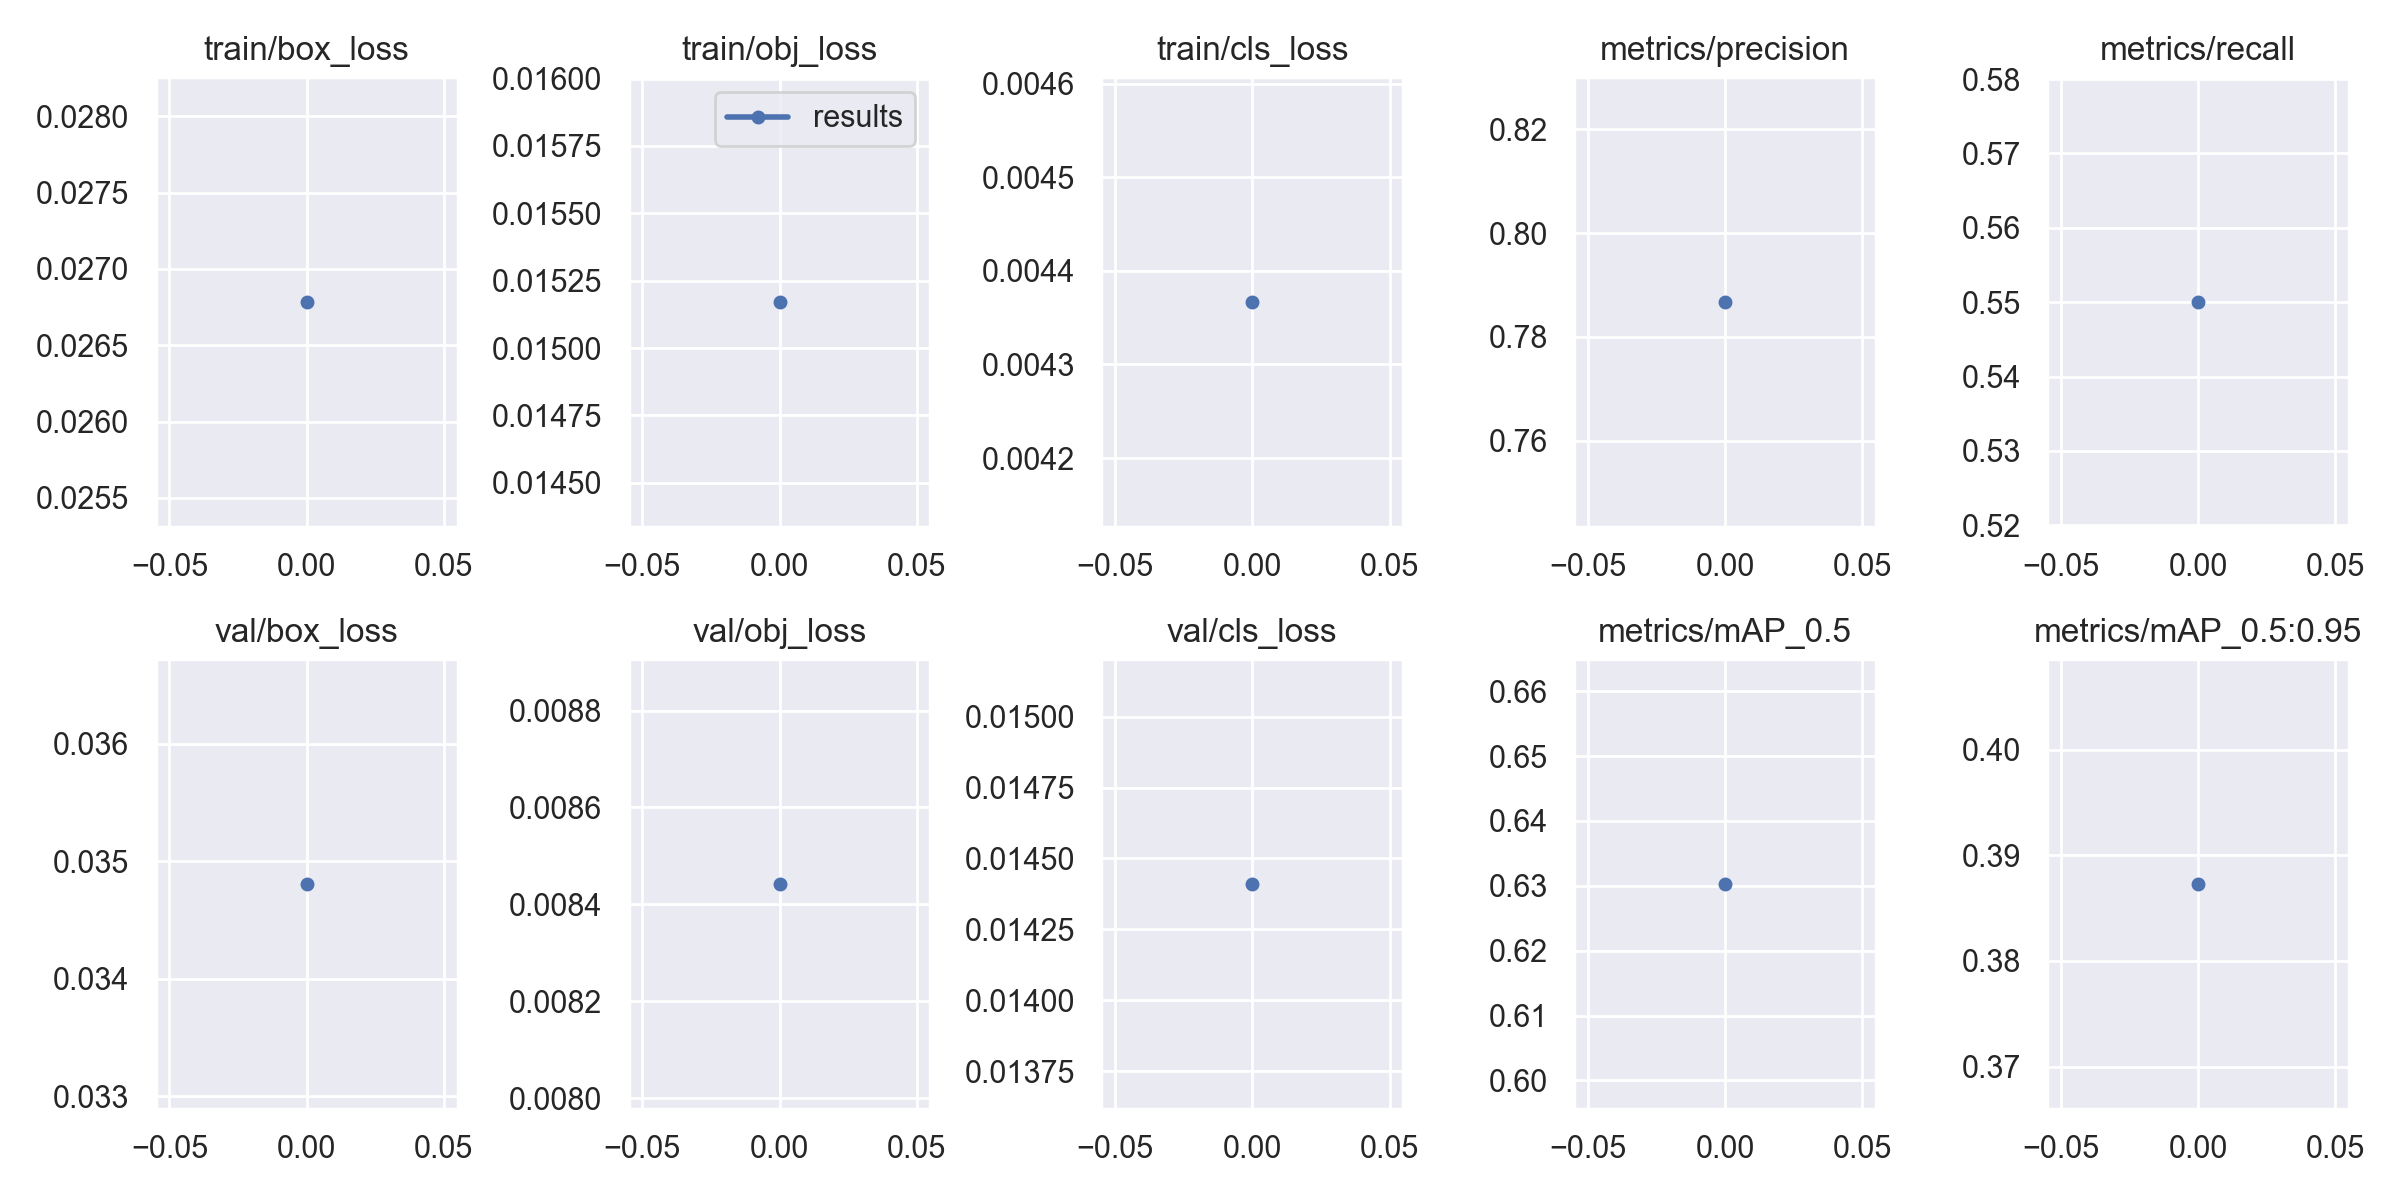 train/box_loss
0.0280
0.0275
0.0270
0.0265
0.0260
0.0255
−0.05 0.00 0.05
train/obj_loss
results
0.01600
0.01575
0.01550
0.01525
0.01500
0.01475
0.01450
−0.05 0.00 0.05
train/cls_loss
0.0046
0.0045
0.0044
0.0043
0.0042
−0.05 0.00 0.05
metrics/precision
0.82
0.80
0.78
0.76
−0.05 0.00 0.05
metrics/recall
0.58
0.57
0.56
0.55
0.54
0.53
0.52
−0.05 0.00 0.05
val/box_loss
0.036
0.035
0.034
0.033
−0.05 0.00 0.05
val/obj_loss
0.0088
0.0086
0.0084
0.0082
0.0080
−0.05 0.00 0.05
val/cls_loss
0.01500
0.01475
0.01450
0.01425
0.01400
0.01375
−0.05 0.00 0.05
metrics/mAP_0.5
0.66
0.65
0.64
0.63
0.62
0.61
0.60
−0.05 0.00 0.05
metrics/mAP_0.5:0.95
0.40
0.39
0.38
0.37
−0.05 0.00 0.05